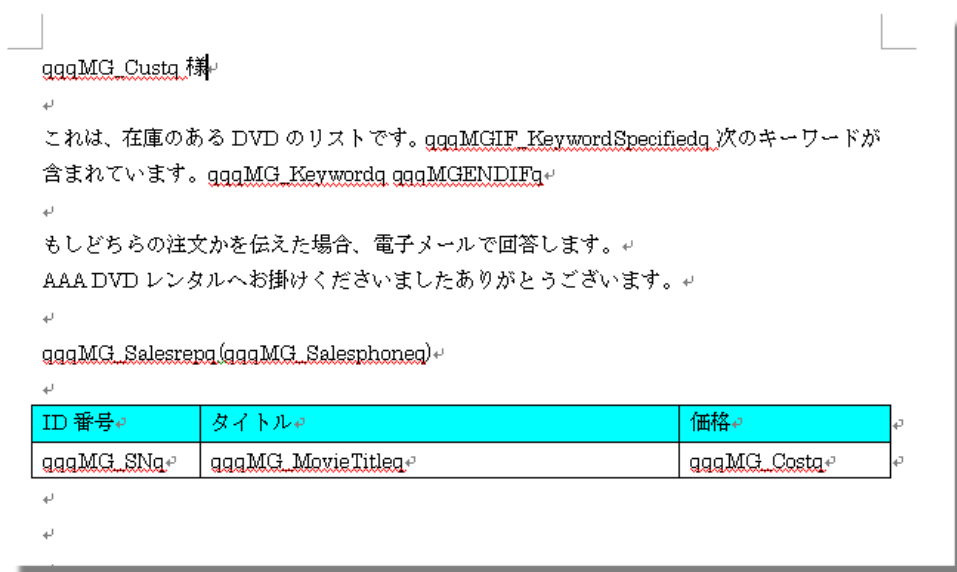 qqqMG_Custq 様
これは、在庫のある DVD のリストです。qqqMGIF_KeywordSpecifiedq 次のキーワードが
含まれています。qqqMG_Keywordq qqqMGENDIFq
もしどちらの注文かを伝えた場合、電子メールで回答します。
AAA DVD レンタルへお掛けくださいましたありがとうございます。
qqqMG_Salesrepq (qqqMG_Salesphoneq)
ID 番号 タイトル 価格
qqqMG_SNq qqqMG_MovieTitleq qqqMG_Costq